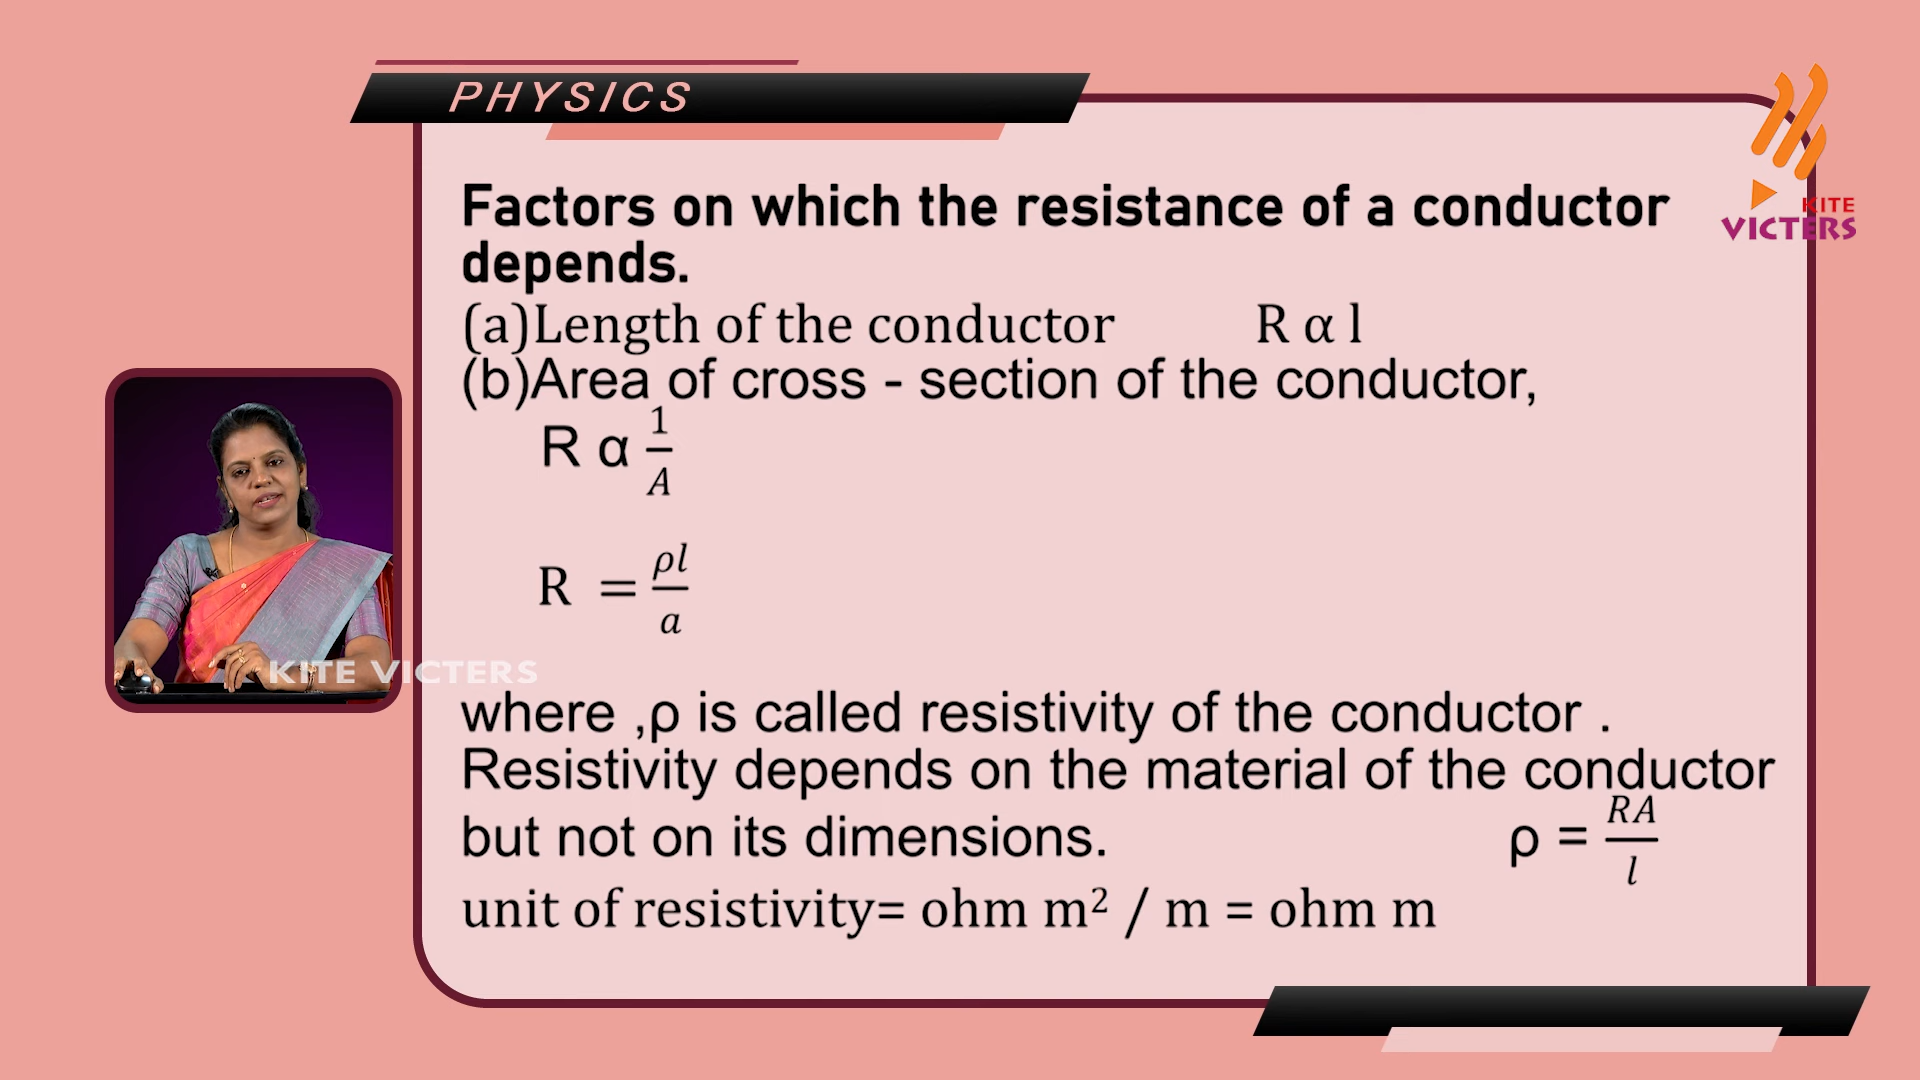 PHYSICS
KITE
VICTERS
Factors on which the resistance of a conductor
depends.
(a)Length of the conductor R α l
(b)Area of cross - section of the conductor,
R α 1/A
R = ρl/a
KITE VICTERS
where ,ρ is called resistivity of the conductor .
Resistivity depends on the material of the conductor
but not on its dimensions. ρ = RA/l
unit of resistivity= ohm m² / m = ohm m